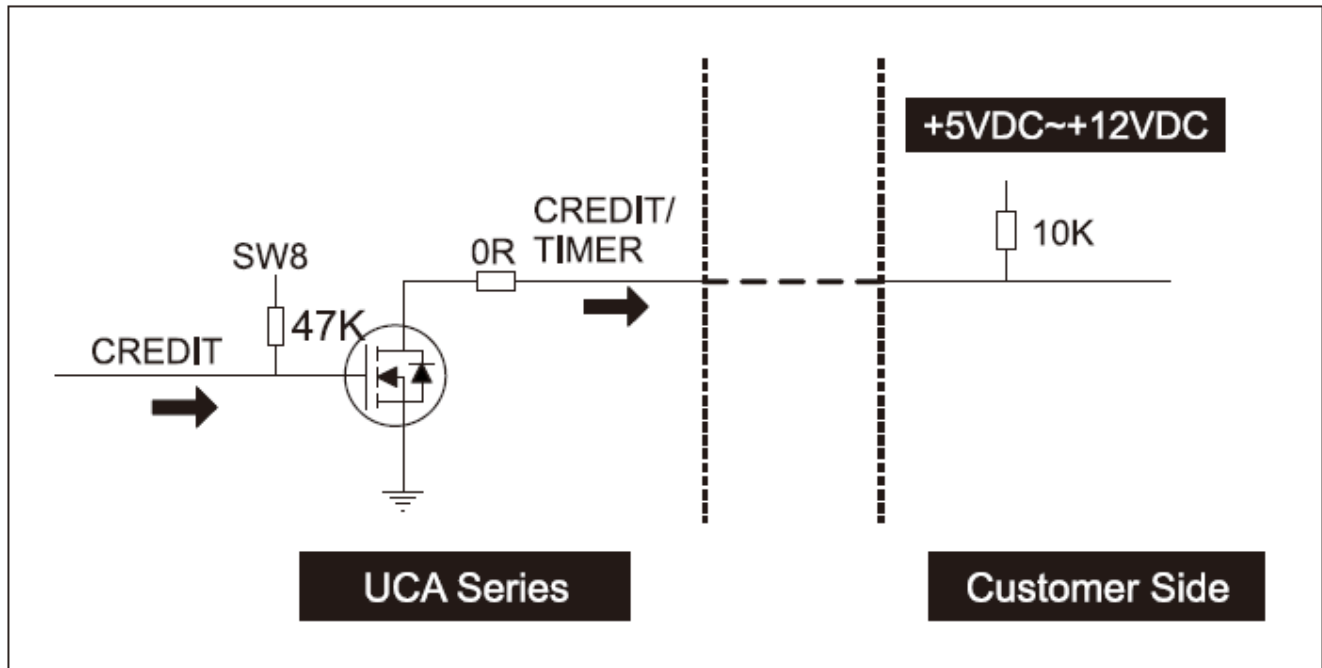 +5VDC~+12VDC
CREDIT/
TIMER
0R
10K
SW8
47K
CREDIT
UCA Series
Customer Side